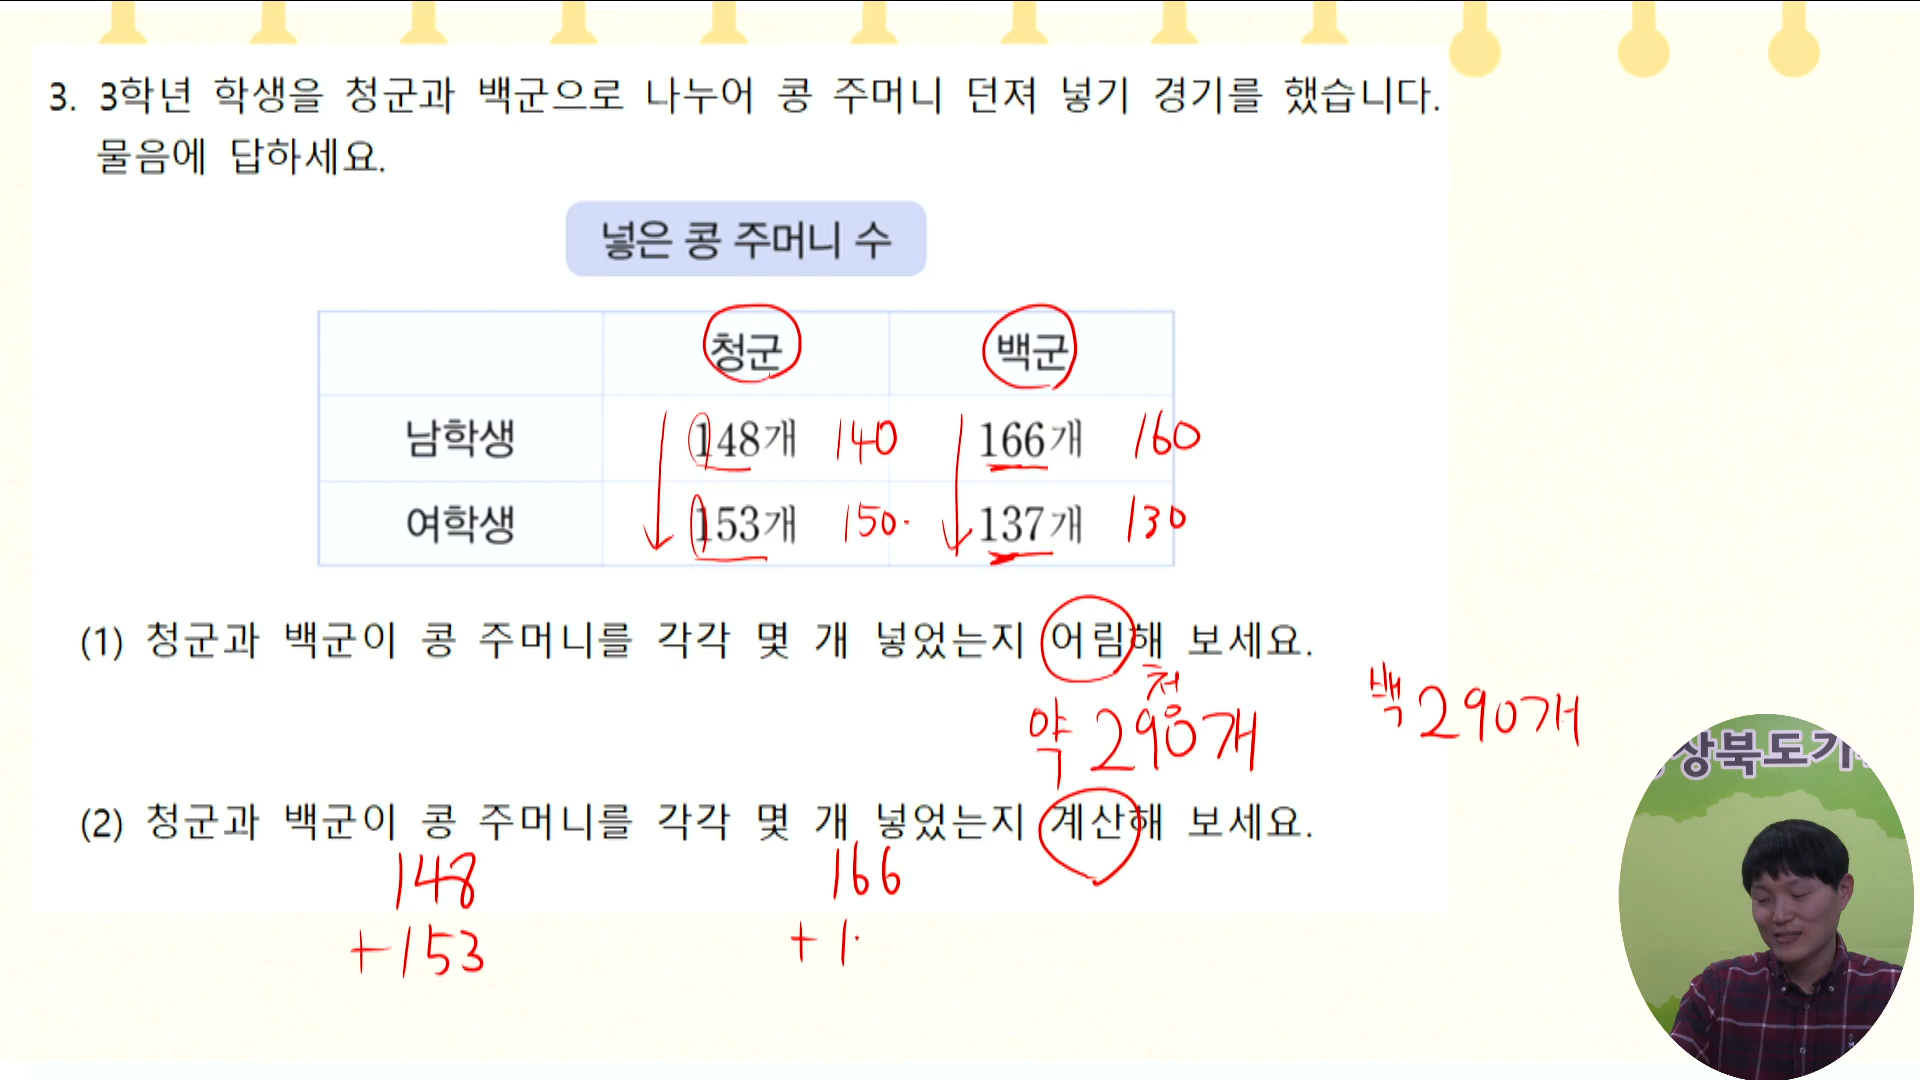 3. 3학년 학생을 청군과 백군으로 나누어 콩 주머니 던져 넣기 경기를 했습니다.
물음에 답하세요.
넣은 콩 주머니 수
청군 백군
남학생 148개 140 166개 160
여학생 153개 150. 137개 130
(1) 청군과 백군이 콩 주머니를 각각 몇 개 넣었는지 어림해 보세요.
청 백
약 290개 290개
(2) 청군과 백군이 콩 주머니를 각각 몇 개 넣었는지 계산해 보세요.
148 166
+153 + 1
상북도